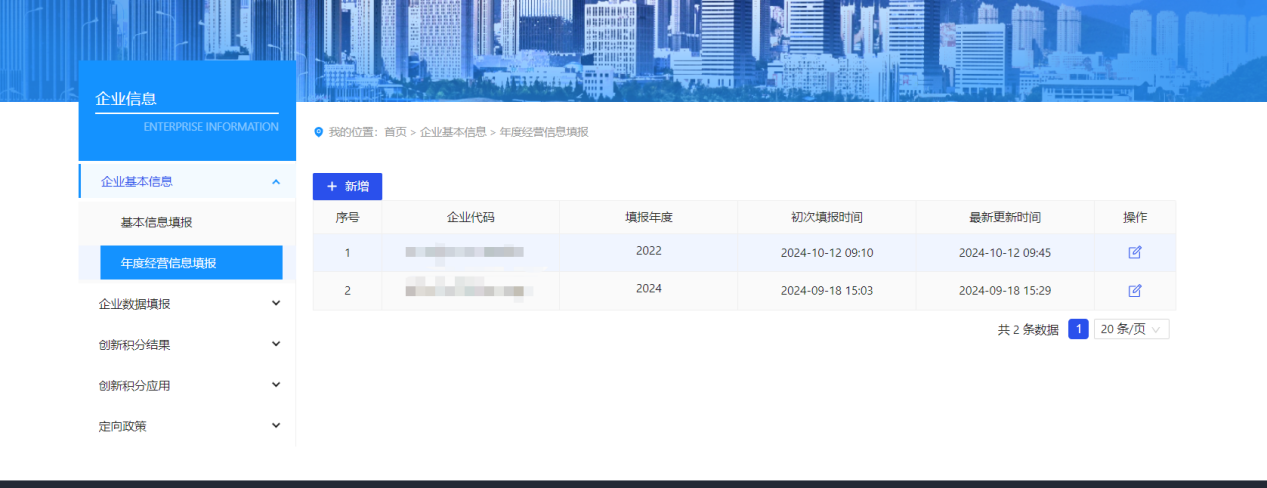 企业信息
ENTERPRISE INFORMATION
我的位置：首页 > 企业基本信息 > 年度经营信息填报
企业基本信息
基本信息填报
年度经营信息填报
企业数据填报
创新积分结果
创新积分应用
定向政策
+ 新增
序号 企业代码 填报年度 初次填报时间 最新更新时间 操作
1 2022 2024-10-12 09:10 2024-10-12 09:45
2 2024 2024-09-18 15:03 2024-09-18 15:29
共 2 条数据 1 20 条/页